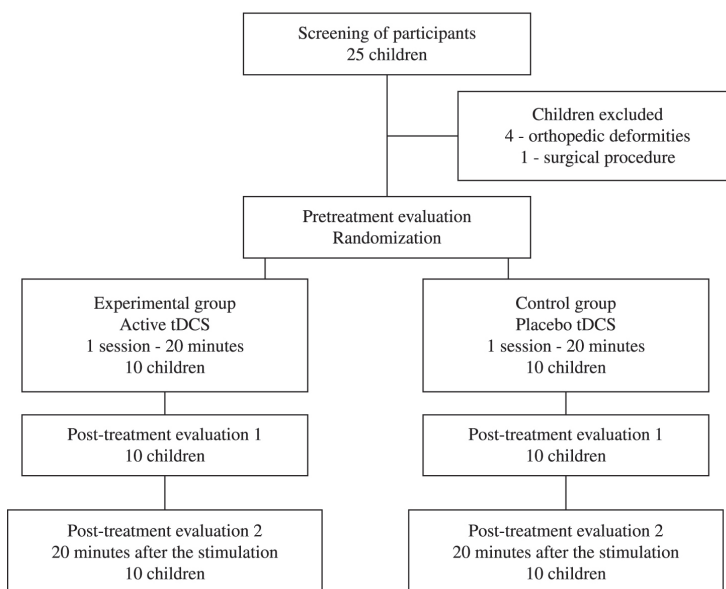 Screening of participants
25 children
Children excluded
4 - orthopedic deformities
1 - surgical procedure
Pretreatment evaluation
Randomization
Experimental group
Active tDCS
1 session - 20 minutes
10 children
Control group
Placebo tDCS
1 session - 20 minutes
10 children
Post-treatment evaluation 1
10 children
Post-treatment evaluation 1
10 children
Post-treatment evaluation 2
20 minutes after the stimulation
10 children
Post-treatment evaluation 2
20 minutes after the stimulation
10 children